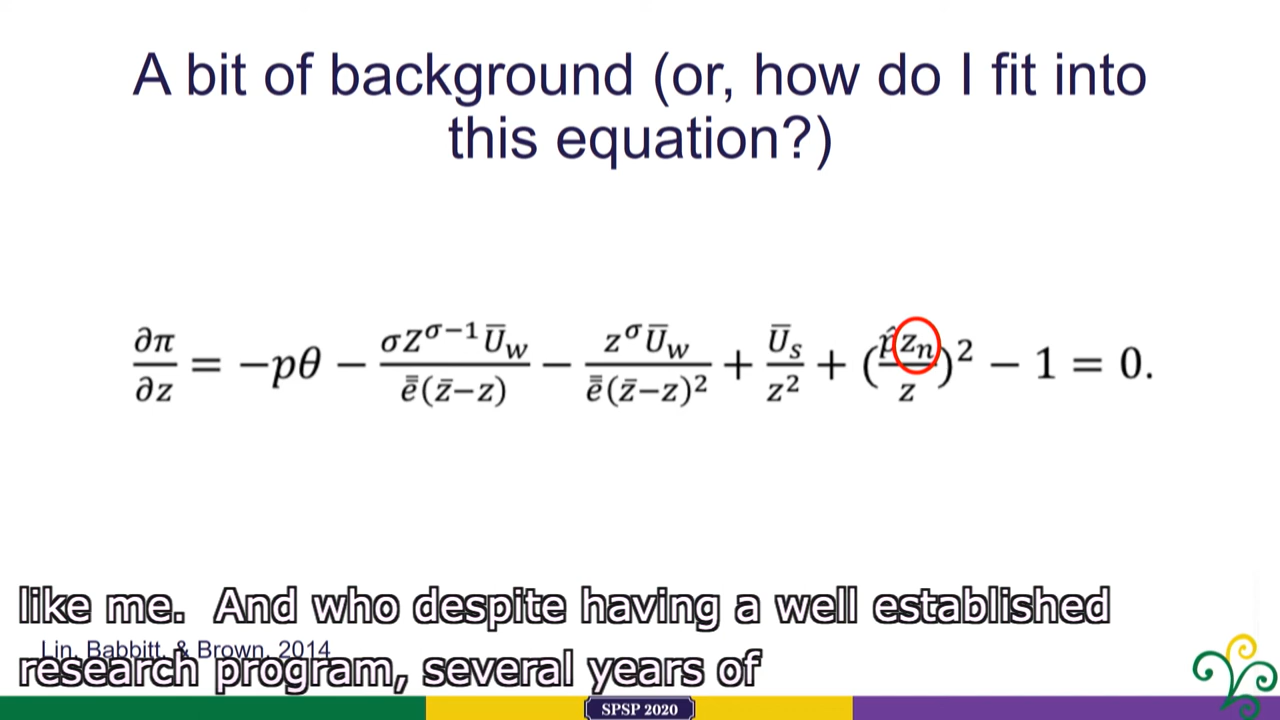 A bit of background (or, how do I fit into
this equation?)
∂π/∂z = −pθ − σZ^(σ−1) Ū_w / ē̄(z̄−z) − z^σ Ū_w / ē̄(z̄−z)² + Ū_s / z² + (p̂z_n / z)² − 1 = 0.
like me. And who despite having a well established
Lin, Babbitt, & Brown, 2014
research program, several years of
SPSP 2020